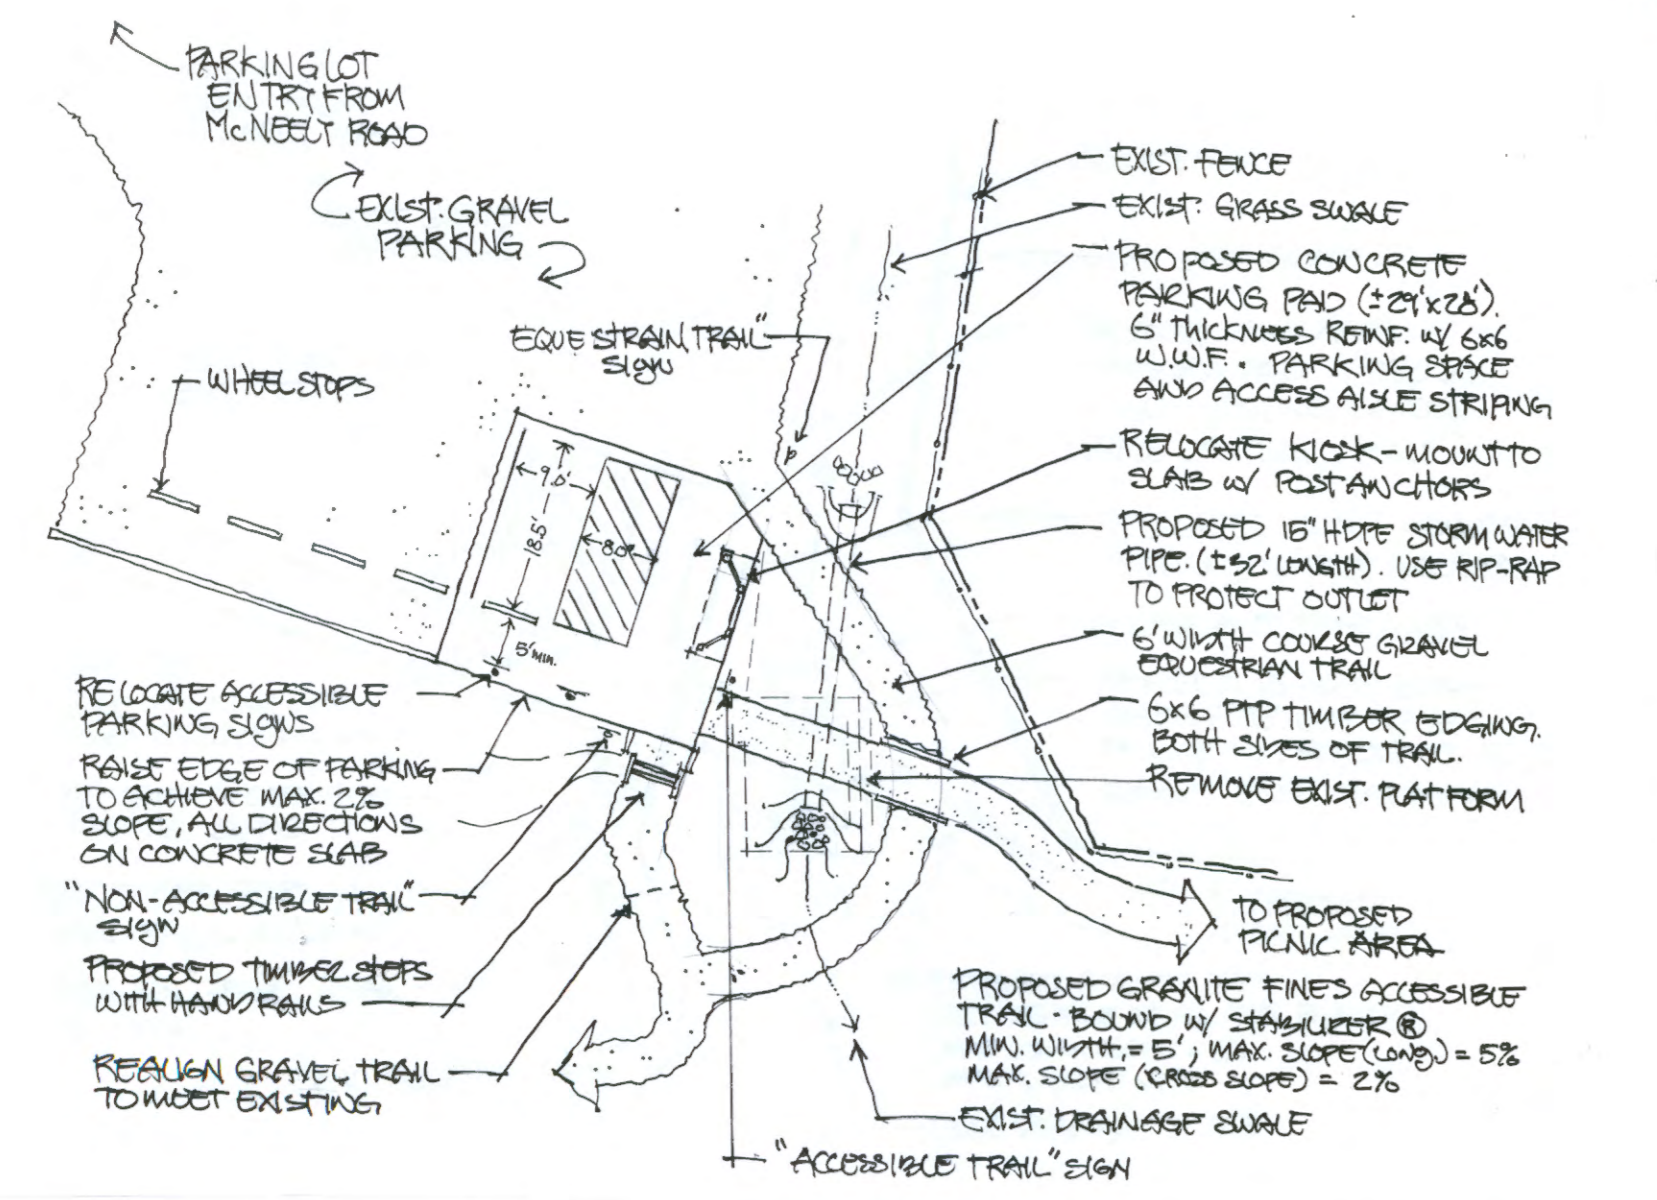 PARKING LOT
ENTRY FROM
McNEELY ROAD
EXIST. GRAVEL
PARKING
EQUESTRAIN TRAIL"
SIGN
WHEELSTOPS
9.0'
18.5'
8.0'
5' MIN.
RELOCATE ACCESSIBLE
PARKING SIGNS
RAISE EDGE OF PARKING
TO ACHIEVE MAX. 2%
SLOPE, ALL DIRECTIONS
ON CONCRETE SLAB
"NON-ACCESSIBLE TRAIL"
SIGN
PROPOSED TIMBER STEPS
WITH HANDRAILS
REALIGN GRAVEL TRAIL
TO MEET EXISTING
EXIST. FENCE
EXIST. GRASS SWALE
PROPOSED CONCRETE
PARKING PAD (±29'x28').
6" THICKNESS REINF. W/ 6x6
W.W.F. PARKING SPACE
AND ACCESS AISLE STRIPING
RELOCATE KIOSK - MOUNT TO
SLAB W/ POST ANCHORS
PROPOSED 15" HDPE STORM WATER
PIPE. (±32' LENGTH). USE RIP-RAP
TO PROTECT OUTLET
6' WIDTH COURSE GRAVEL
EQUESTRIAN TRAIL
6x6 PTP TIMBER EDGING.
BOTH SIDES OF TRAIL.
REMOVE EXIST. PLATFORM
TO PROPOSED
PICNIC AREA
PROPOSED GRANITE FINES ACCESSIBLE
TRAIL - BOUND W/ STABILIZER ®
MIN. WIDTH = 5'; MAX. SLOPE (LONG.) = 5%
MAX. SLOPE (CROSS SLOPE) = 2%
EXIST. DRAINAGE SWALE
"ACCESSIBLE TRAIL" SIGN